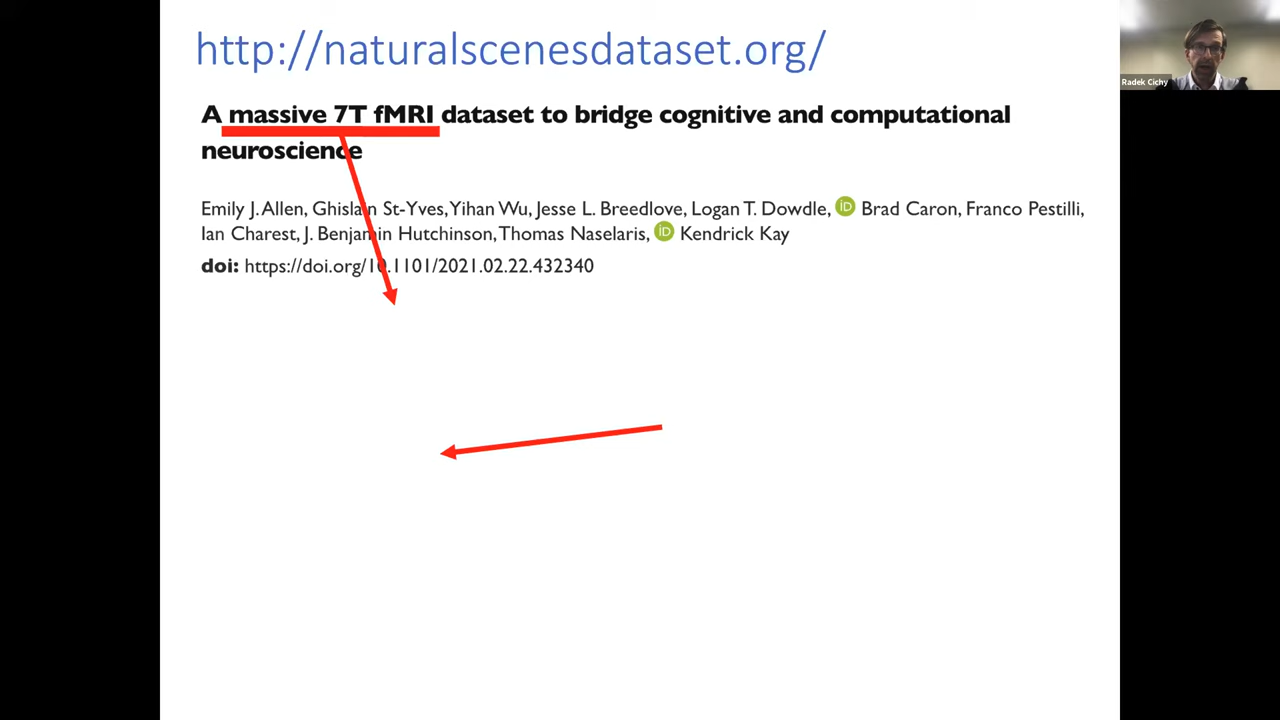 http://naturalscenesdataset.org/
Radek Cichy
A massive 7T fMRI dataset to bridge cognitive and computational
neuroscience
Emily J. Allen, Ghislain St-Yves, Yihan Wu, Jesse L. Breedlove, Logan T. Dowdle, iD Brad Caron, Franco Pestilli,
Ian Charest, J. Benjamin Hutchinson, Thomas Naselaris, iD Kendrick Kay
doi: https://doi.org/10.1101/2021.02.22.432340